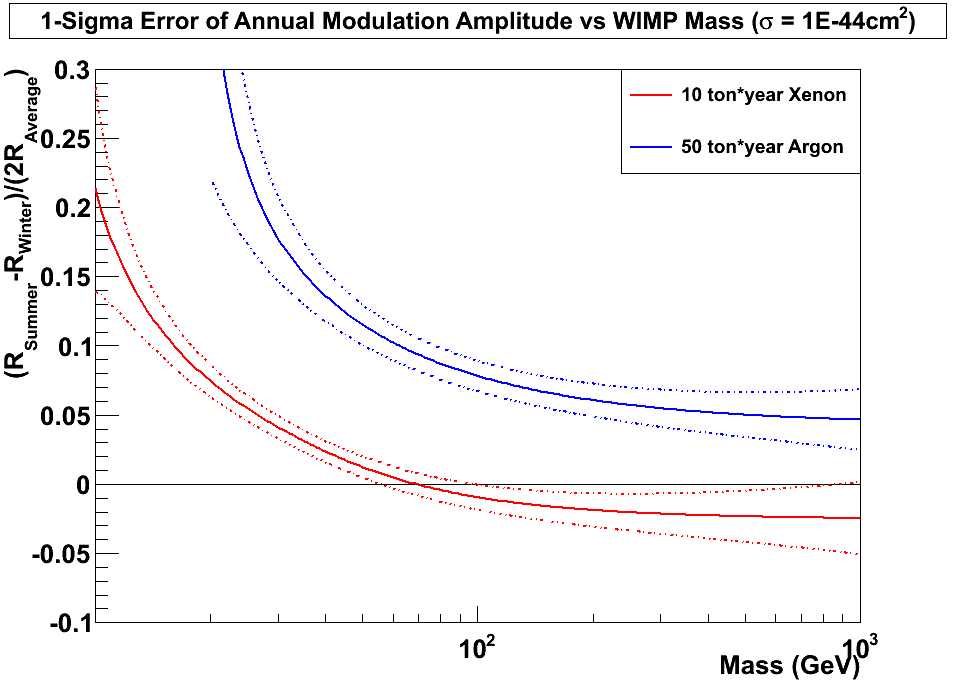 1-Sigma Error of Annual Modulation Amplitude vs WIMP Mass (σ = 1E-44cm²)
(R_Summer-R_Winter)/(2R_Average)
0.3
0.25
0.2
0.15
0.1
0.05
0
-0.05
-0.1
10 ton*year Xenon
50 ton*year Argon
10²
10³
Mass (GeV)